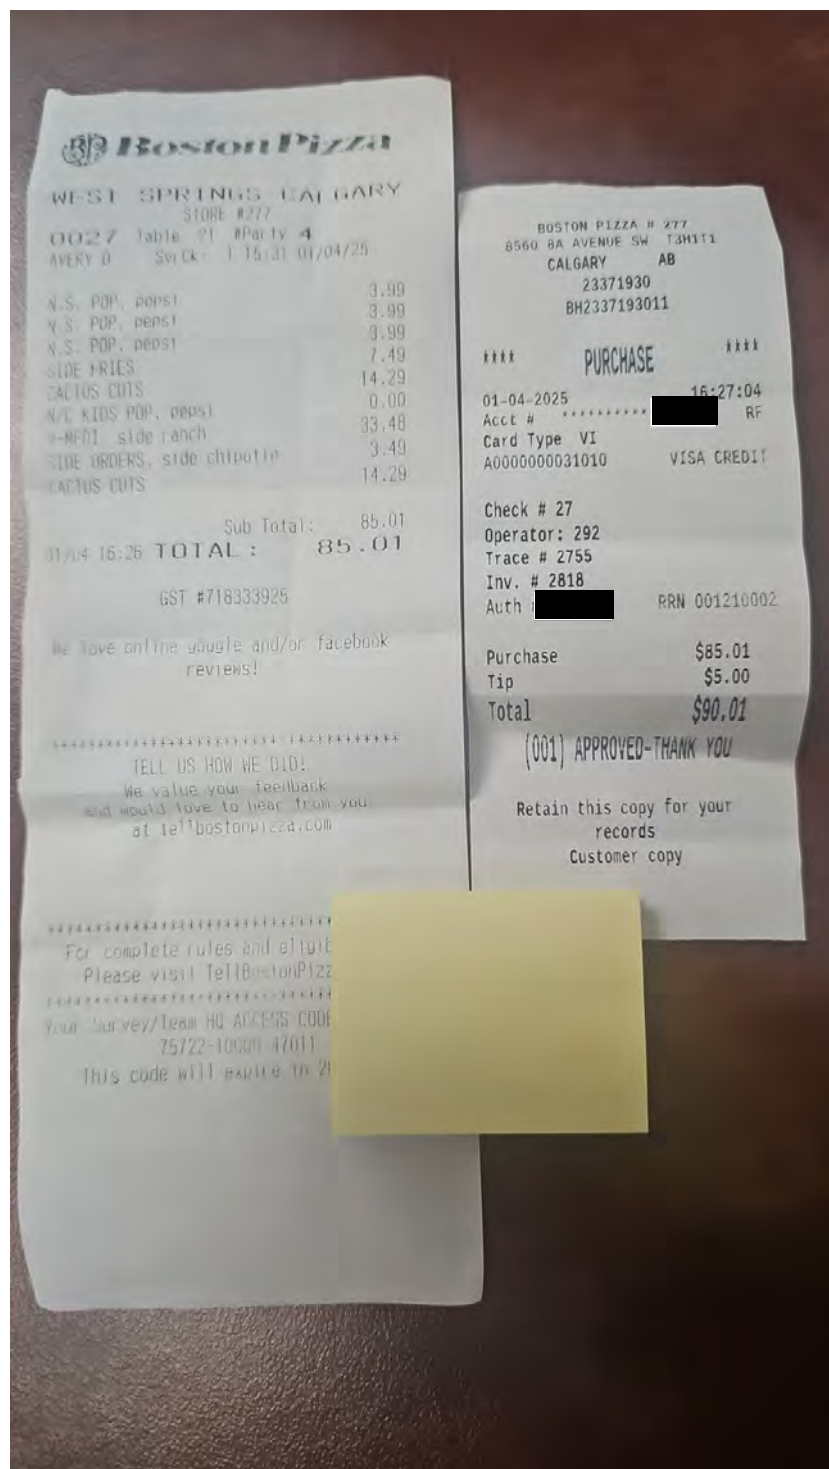 Boston Pizza
WEST SPRINGS CALGARY
STORE #277
0027 Table 21 #Party 4
AVERY D SvrCk: 1 15:31 01/04/25
N.S. POP, pepsi 3.99
N.S. POP, pepsi 3.99
N.S. POP, pepsi 3.99
SIDE FRIES 7.49
CACTUS CUTS 14.29
N/C KIDS POP, pepsi 0.00
side ranch 33.48
SIDE ORDERS, side chipotle 3.49
CACTUS CUTS 14.29
Sub Total: 85.01
01/04 16:26 TOTAL : 85.01
GST #718333925
We love online google and/or facebook
reviews!
****************************************
TELL US HOW WE DID!
We value your feedback
and would love to hear from you
at tellbostonpizza.com
For complete rules and eligib
Please visit TellBostonPizz
Your Survey/Team HQ ACCESS CODE
This code will expire in
BOSTON PIZZA # 277
8560 8A AVENUE SW T3H1T1
CALGARY AB
23371930
BH2337193011
**** PURCHASE ****
01-04-2025 16:27:04
Acct # ********** RF
Card Type VI
A0000000031010 VISA CREDIT
Check # 27
Operator: 292
Trace # 2755
Inv. # 2818
Auth RRN 001210002
Purchase $85.01
Tip $5.00
Total $90.01
(001) APPROVED-THANK YOU
Retain this copy for your
records
Customer copy